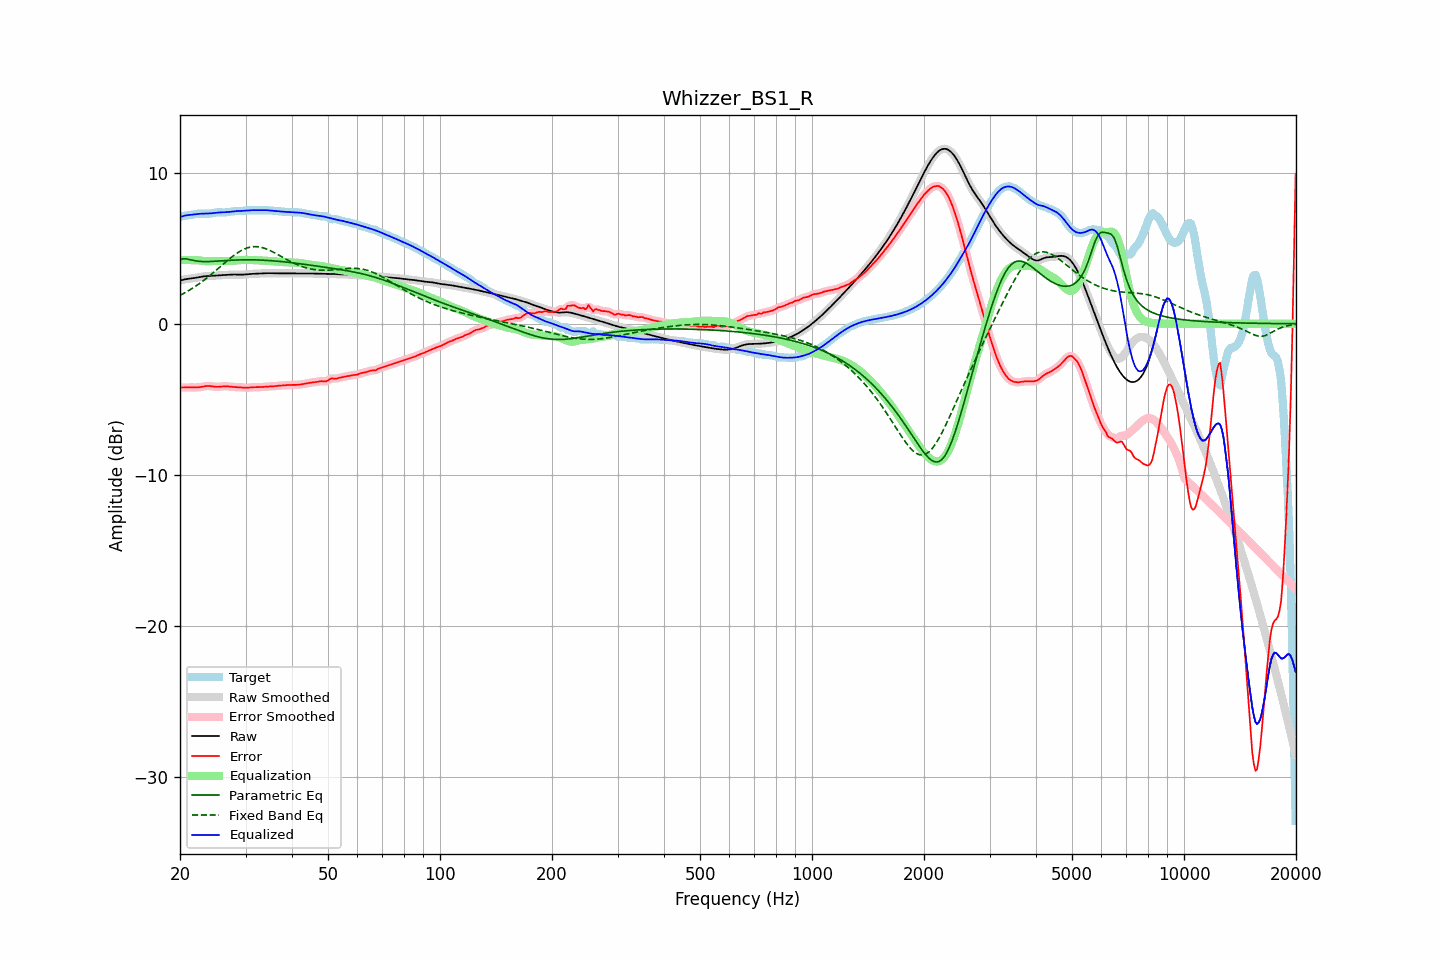 Whizzer_BS1_R
Amplitude (dBr)
10
0
−10
−20
−30
Target
Raw Smoothed
Error Smoothed
Raw
Error
Equalization
Parametric Eq
Fixed Band Eq
Equalized
20 50 100 200 500 1000 2000 5000 10000 20000
Frequency (Hz)